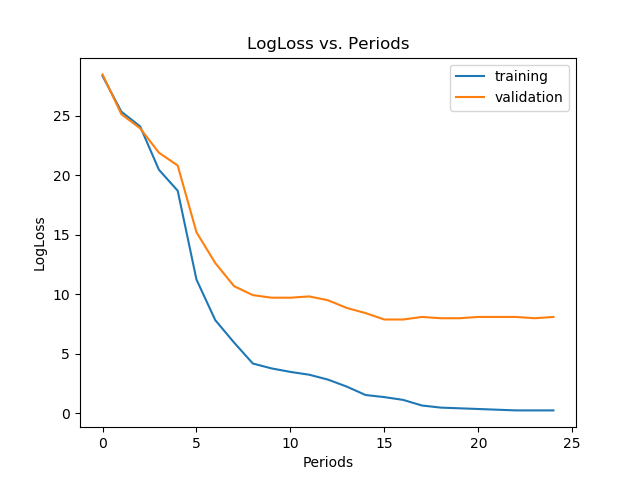 LogLoss vs. Periods
training
validation
LogLoss
25
20
15
10
5
0
0 5 10 15 20 25
Periods